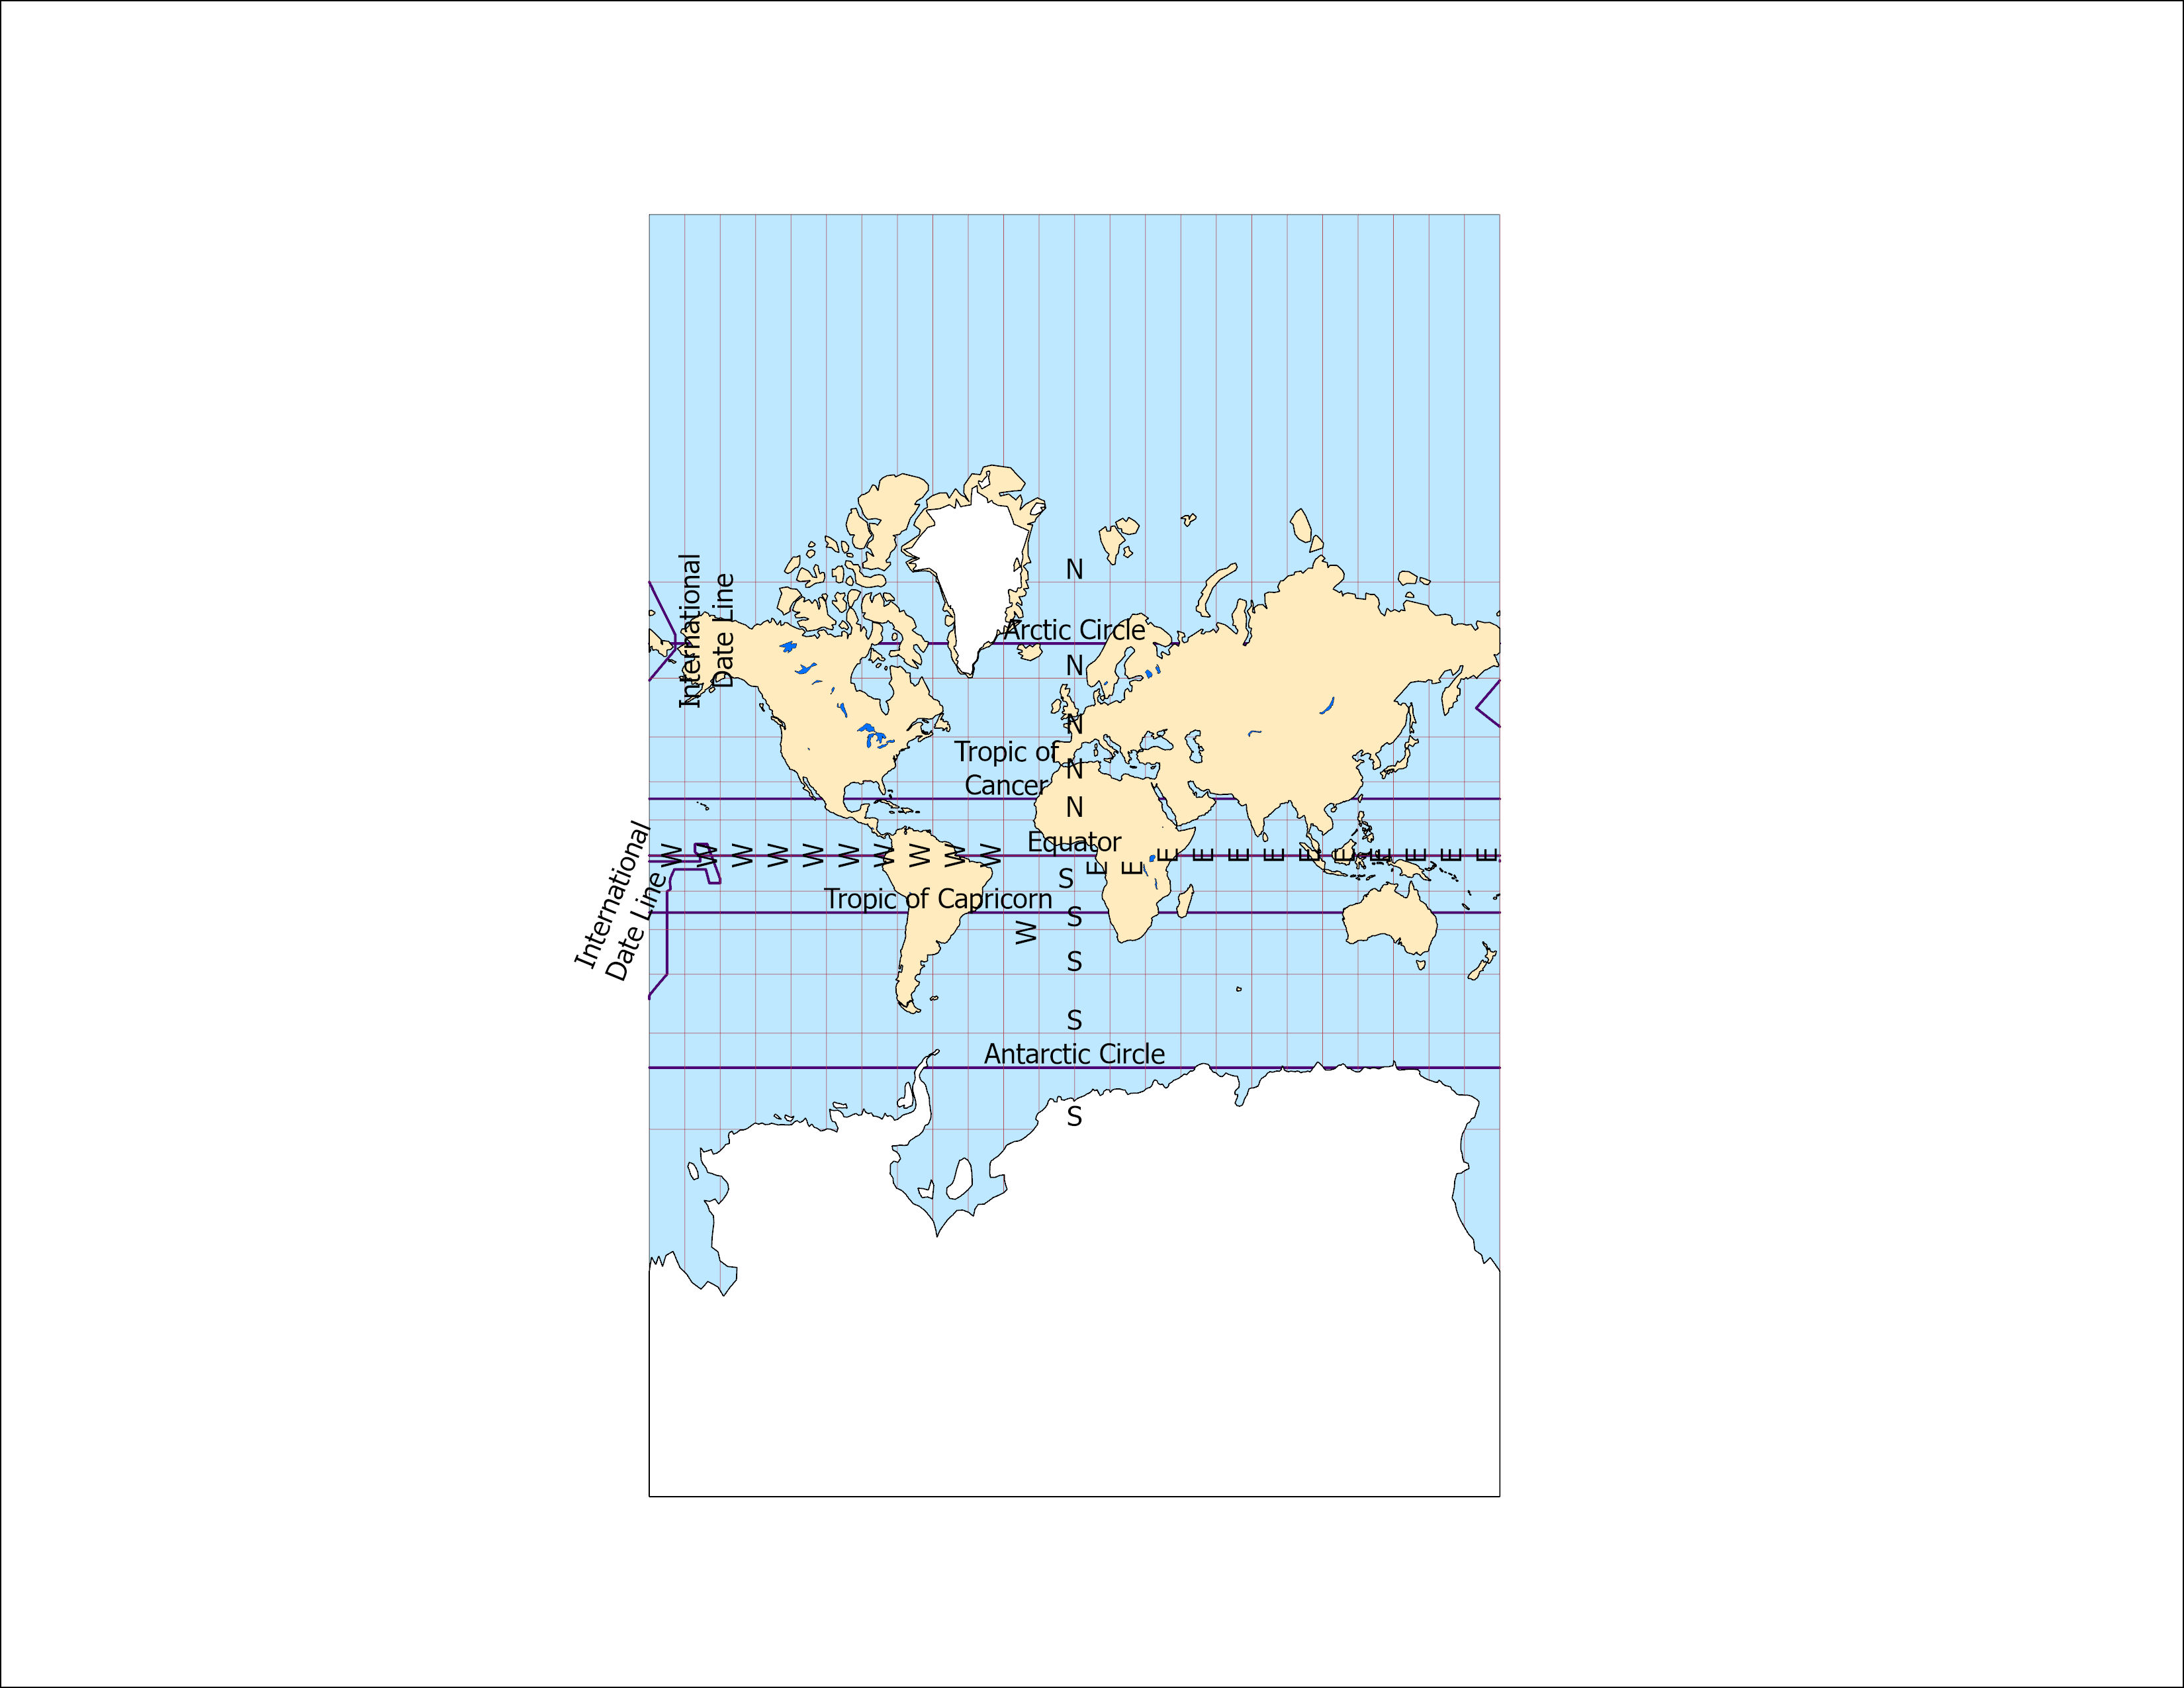 N
International
Date Line
Arctic Circle
N
N
Tropic of
Cancer
N
N
Equator
W W W W W W W W W W E E E E E E E E E E
E E
S
International
Date Line
Tropic of Capricorn
S
W
S
S
Antarctic Circle
S